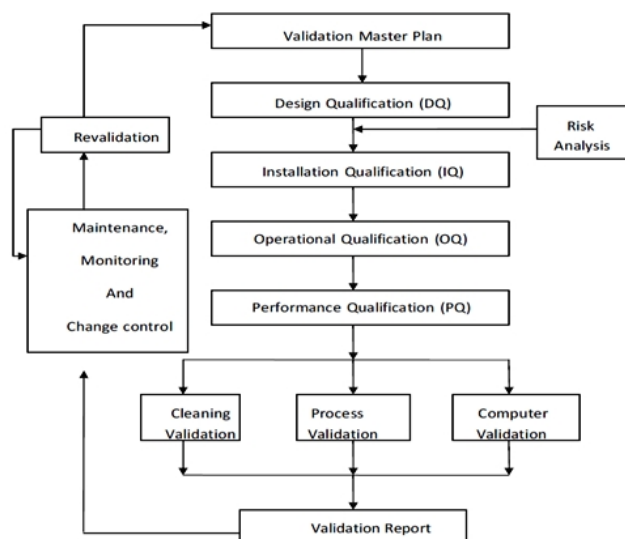 Validation Master Plan
Design Qualification (DQ)
Risk
Analysis
Revalidation
Installation Qualification (IQ)
Maintenance,
Monitoring
And
Change control
Operational Qualification (OQ)
Performance Qualification (PQ)
Cleaning
Validation
Process
Validation
Computer
Validation
Validation Report